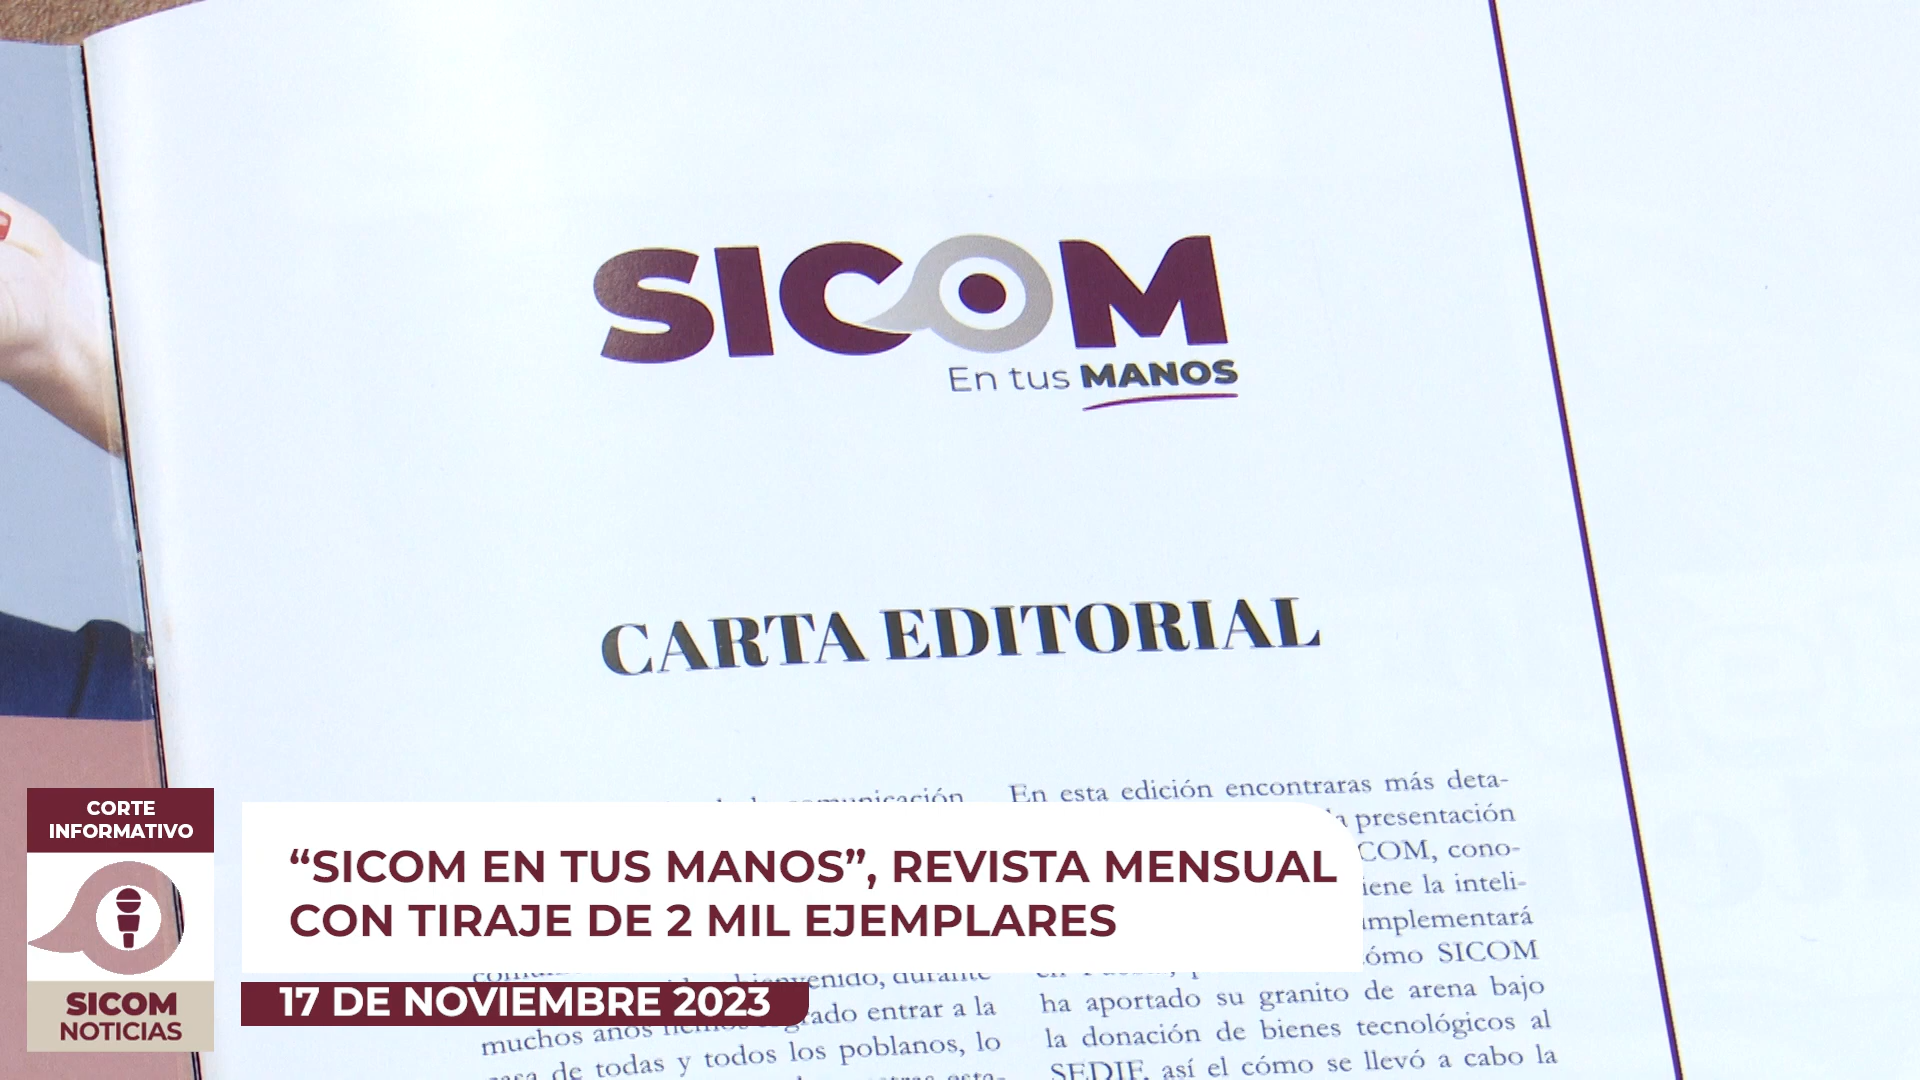 SICOM
En tus MANOS
CARTA EDITORIAL
comunicación
En esta edición encontraras más deta-
presentación
COM, cono-
iene la inteli-
implementará
cómo SICOM
ha aportado su granito de arena bajo
la donación de bienes tecnológicos al
SEDIF, así el cómo se llevó a cabo la
durante
entrar a la
muchos años
casa de todas y todos los poblanos, lo
CORTE
INFORMATIVO
SICOM
NOTICIAS
“SICOM EN TUS MANOS”, REVISTA MENSUAL
CON TIRAJE DE 2 MIL EJEMPLARES
17 DE NOVIEMBRE 2023